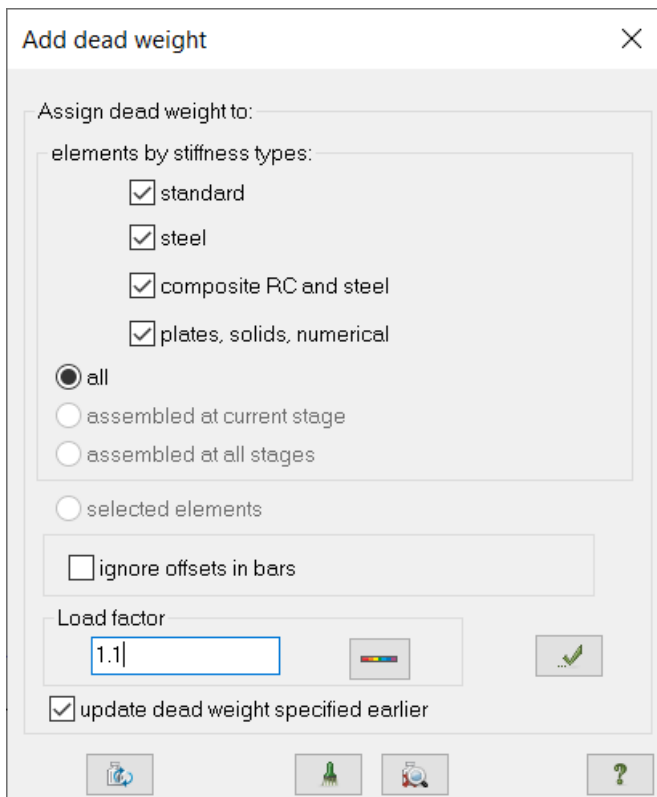 Add dead weight
Assign dead weight to:
elements by stiffness types:
standard
steel
composite RC and steel
plates, solids, numerical
all
assembled at current stage
assembled at all stages
selected elements
ignore offsets in bars
Load factor
1.1
update dead weight specified earlier
?